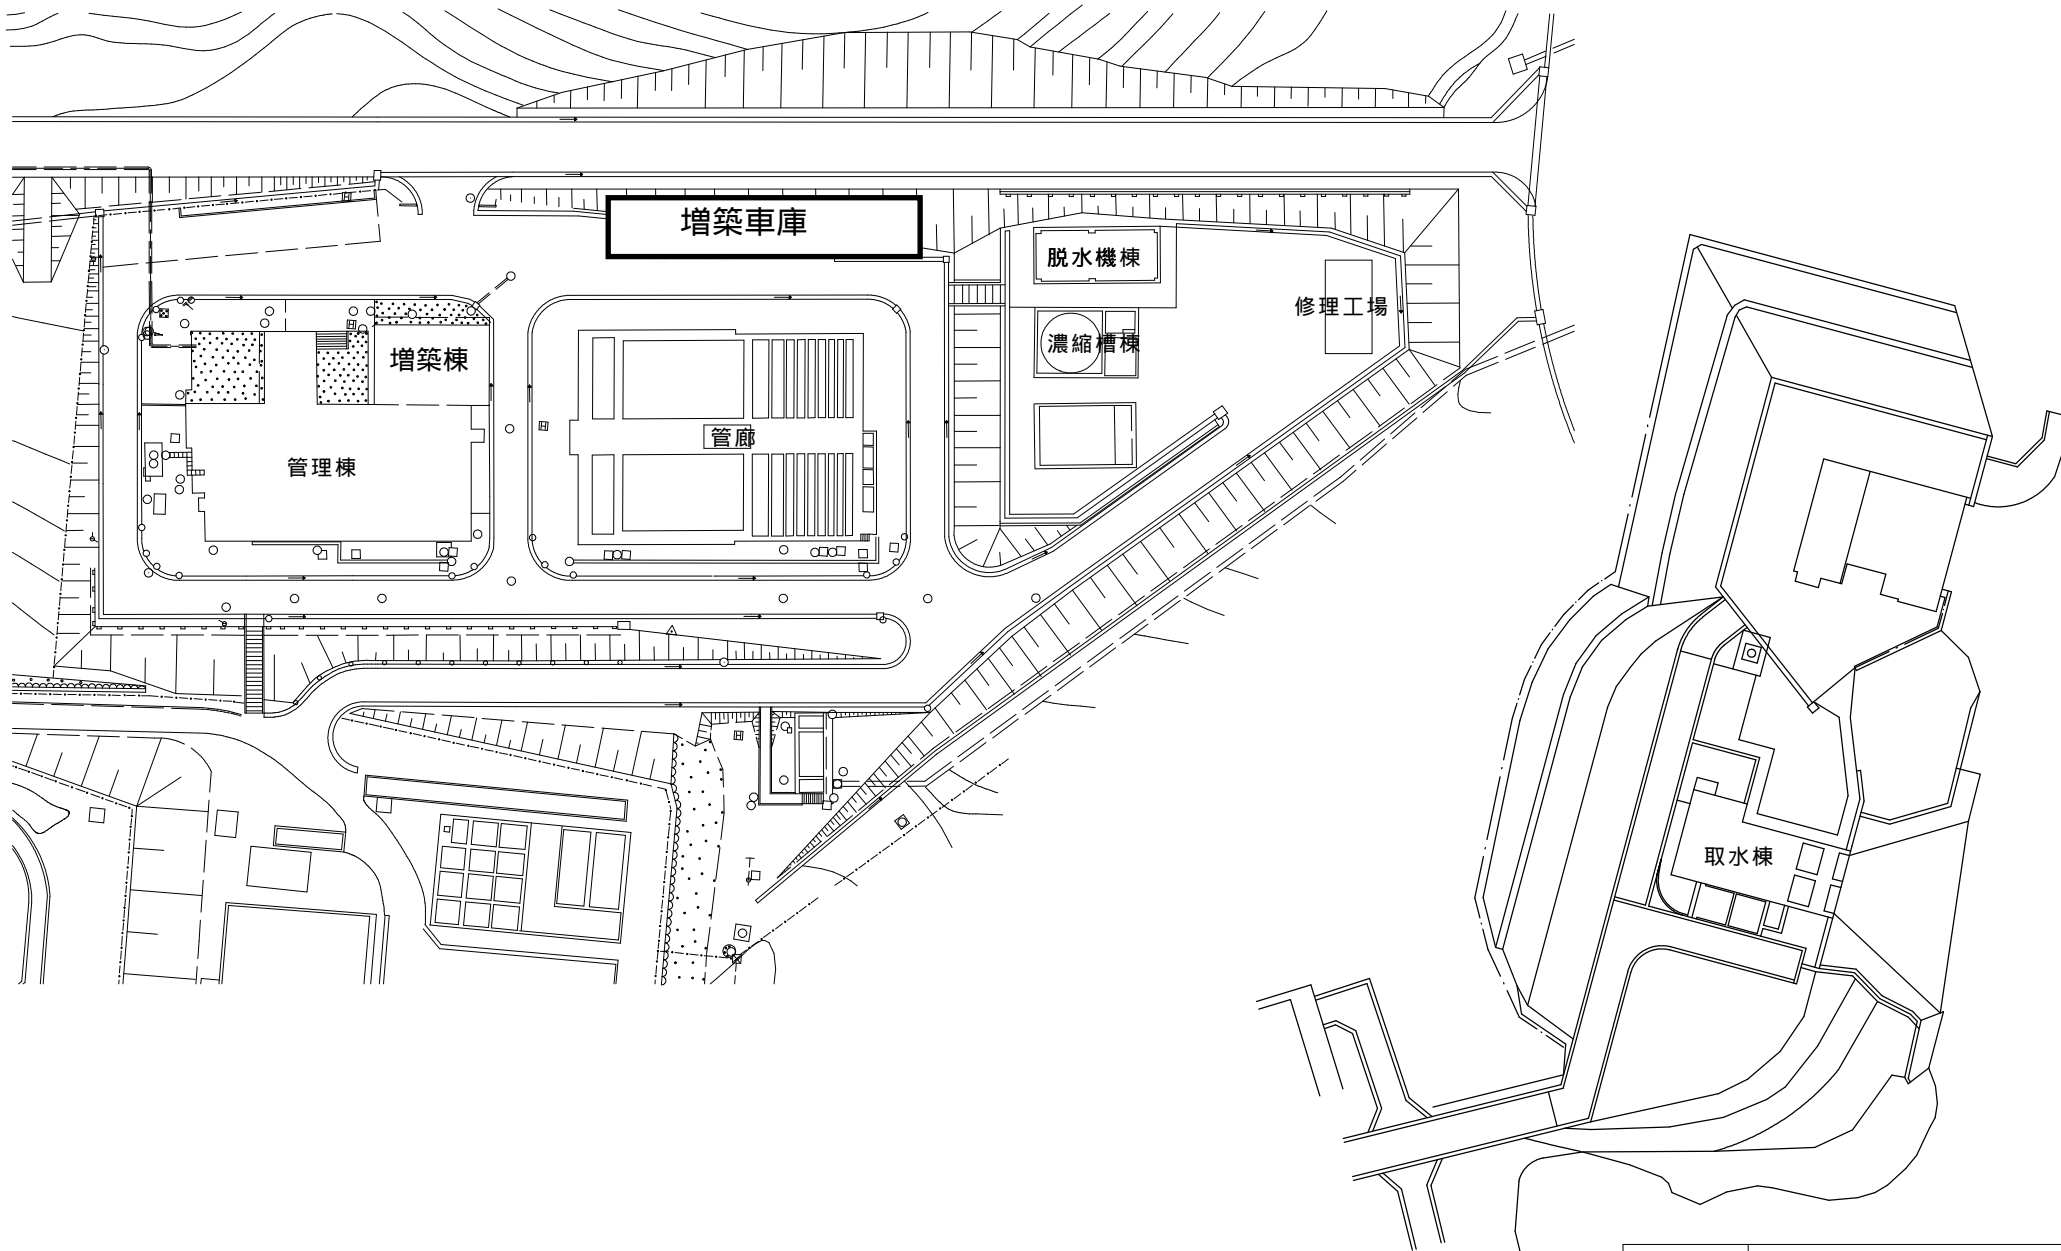 増築車庫
脱水機棟
修理工場
濃縮槽棟
増築棟
管廊
管理棟
取水棟